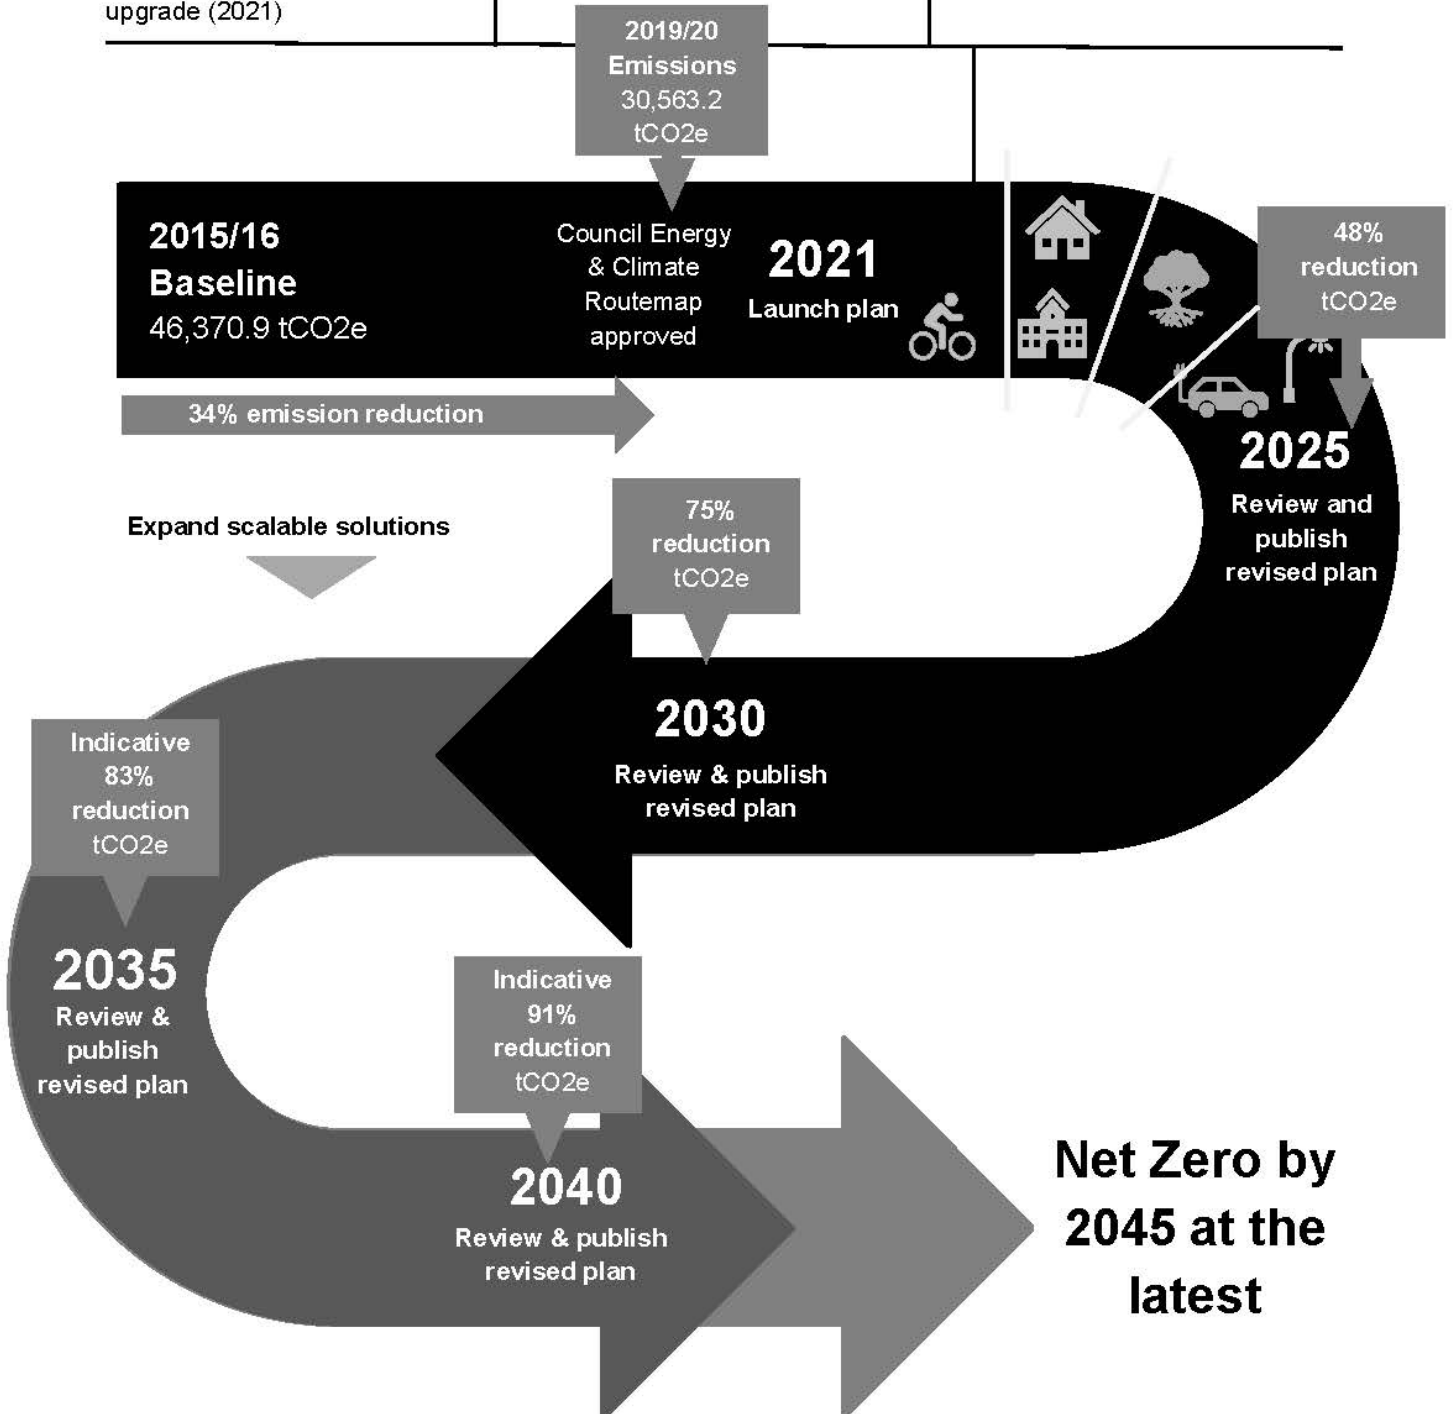 upgrade (2021)
2019/20
Emissions
30,563.2
tCO2e
2015/16
Baseline
46,370.9 tCO2e
Council Energy
& Climate
Routemap
approved
2021
Launch plan
48%
reduction
tCO2e
34% emission reduction
2025
Review and
publish
revised plan
Expand scalable solutions
75%
reduction
tCO2e
2030
Review & publish
revised plan
Indicative
83%
reduction
tCO2e
2035
Review &
publish
revised plan
Indicative
91%
reduction
tCO2e
2040
Review & publish
revised plan
Net Zero by
2045 at the
latest